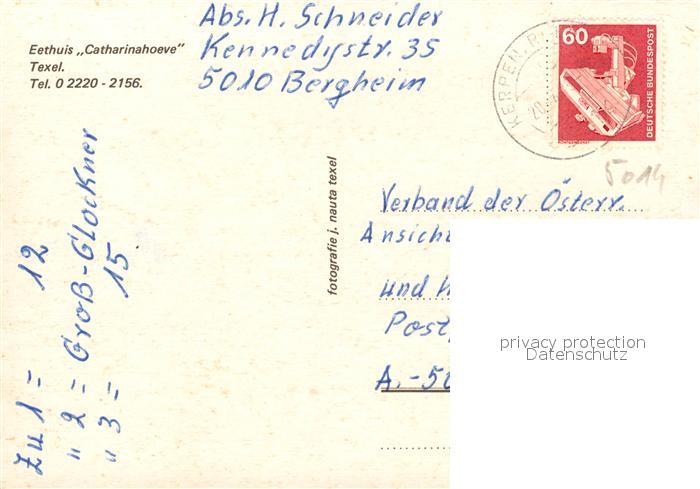 Eethuis „Catharinahoeve"
Texel.
Tel. 0 2220 - 2156.
Abs. H. Schneider
Kennedystr. 35
5010 Bergheim
KERPEN,
60
DEUTSCHE BUNDESPOST
5014
fotografie j. nauta texel
Zu 1 = 12
" 2 = Groß-Glockner
" 3 = 15
Verband der Österr.
Ansicht
und H
Post
A.-50
privacy protection
Datenschutz